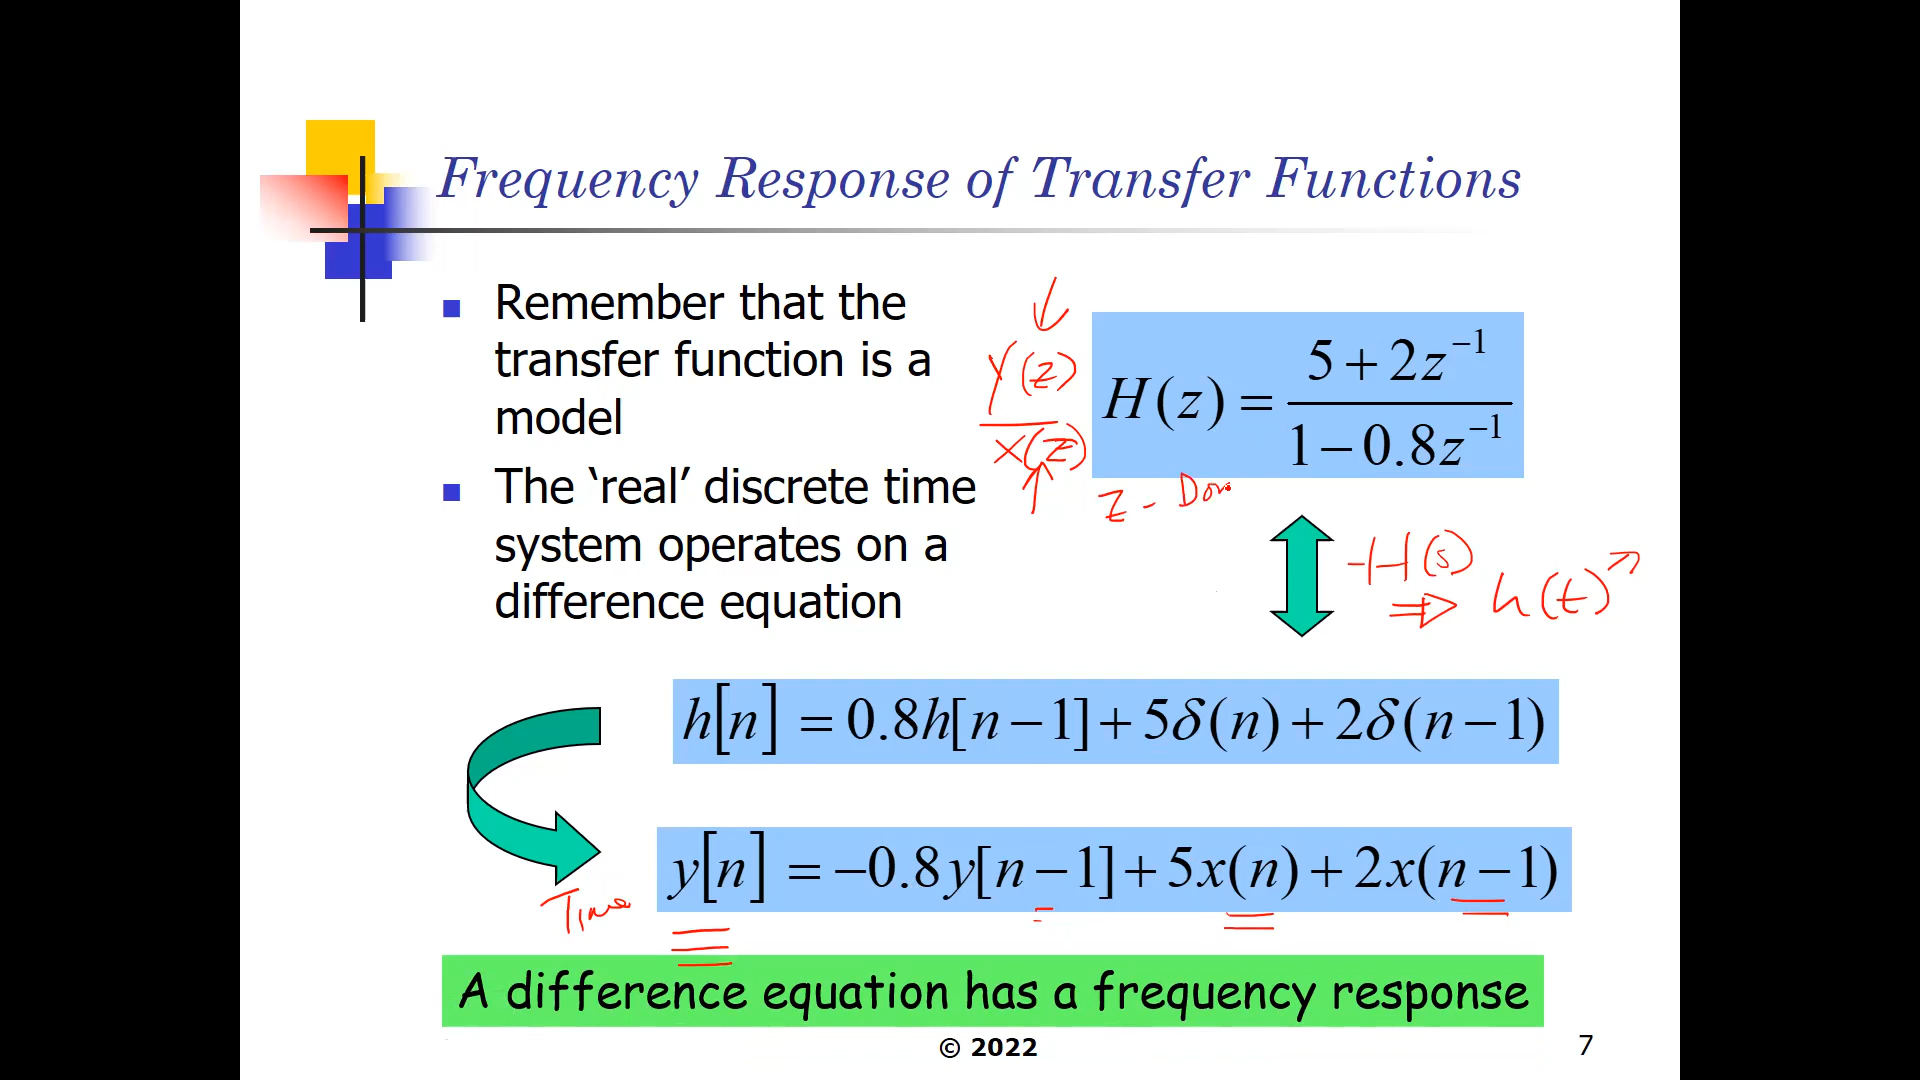 Frequency Response of Transfer Functions
Remember that the
transfer function is a
model
The ‘real’ discrete time
system operates on a
difference equation
Y(z)
X(z)
H(z) = (5 + 2z⁻¹) / (1 − 0.8z⁻¹)
Z - Dom
H(s)
⇒ h(t)
h[n] = 0.8h[n − 1] + 5δ(n) + 2δ(n − 1)
y[n] = −0.8y[n − 1] + 5x(n) + 2x(n − 1)
Time
A difference equation has a frequency response
© 2022
7